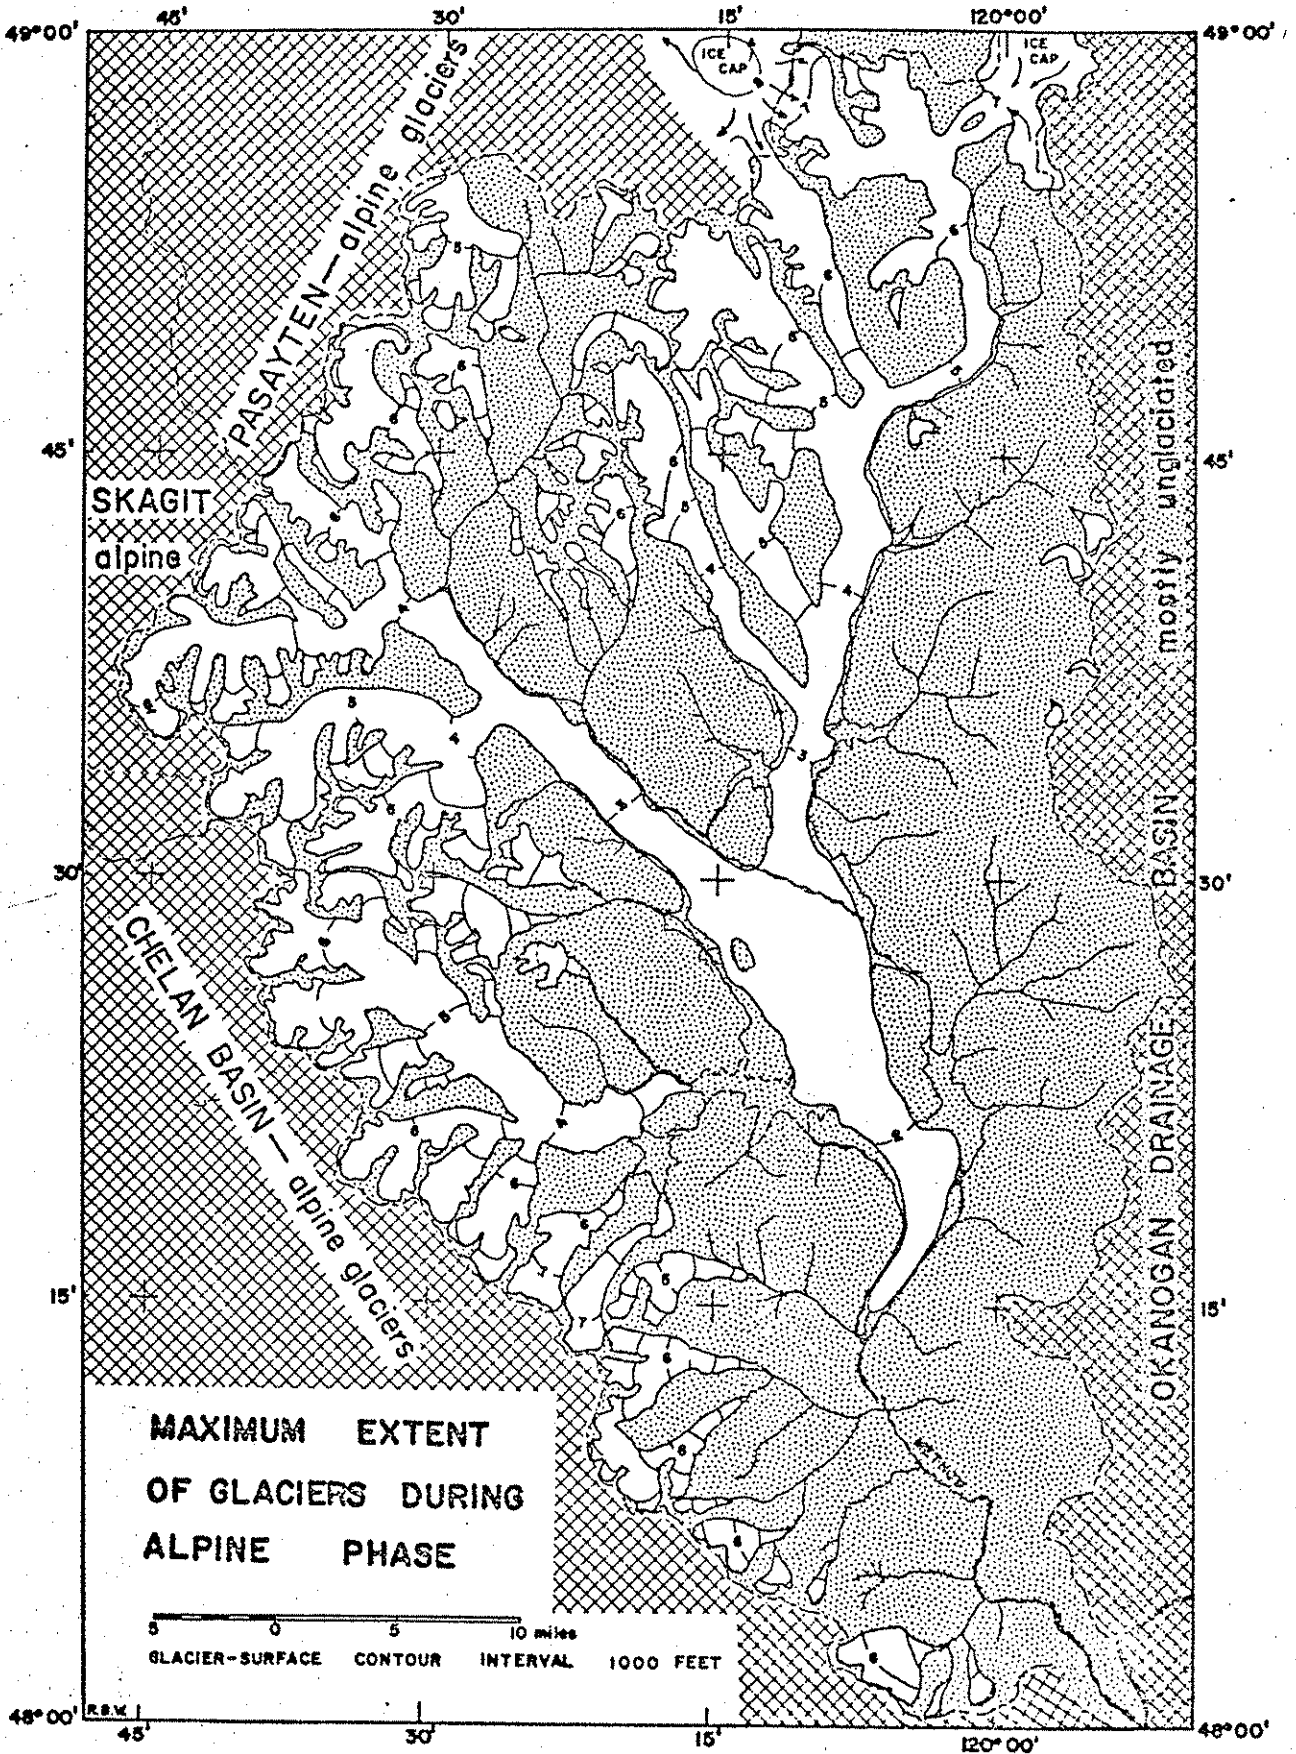 45' 30' 15' 120°00'
49°00' 49°00'
ICE CAP
ICE CAP
PASAYTEN—alpine glaciers
45' 45'
SKAGIT
alpine
mostly unglaciated
30' 30'
CHELAN BASIN—alpine glaciers
OKANOGAN DRAINAGE BASIN
15' 15'
MAXIMUM EXTENT
OF GLACIERS DURING
ALPINE PHASE
5 0 5 10 miles
GLACIER-SURFACE CONTOUR INTERVAL 1000 FEET
48°00' R.B.W. 48°00'
45' 30' 15' 120°00'